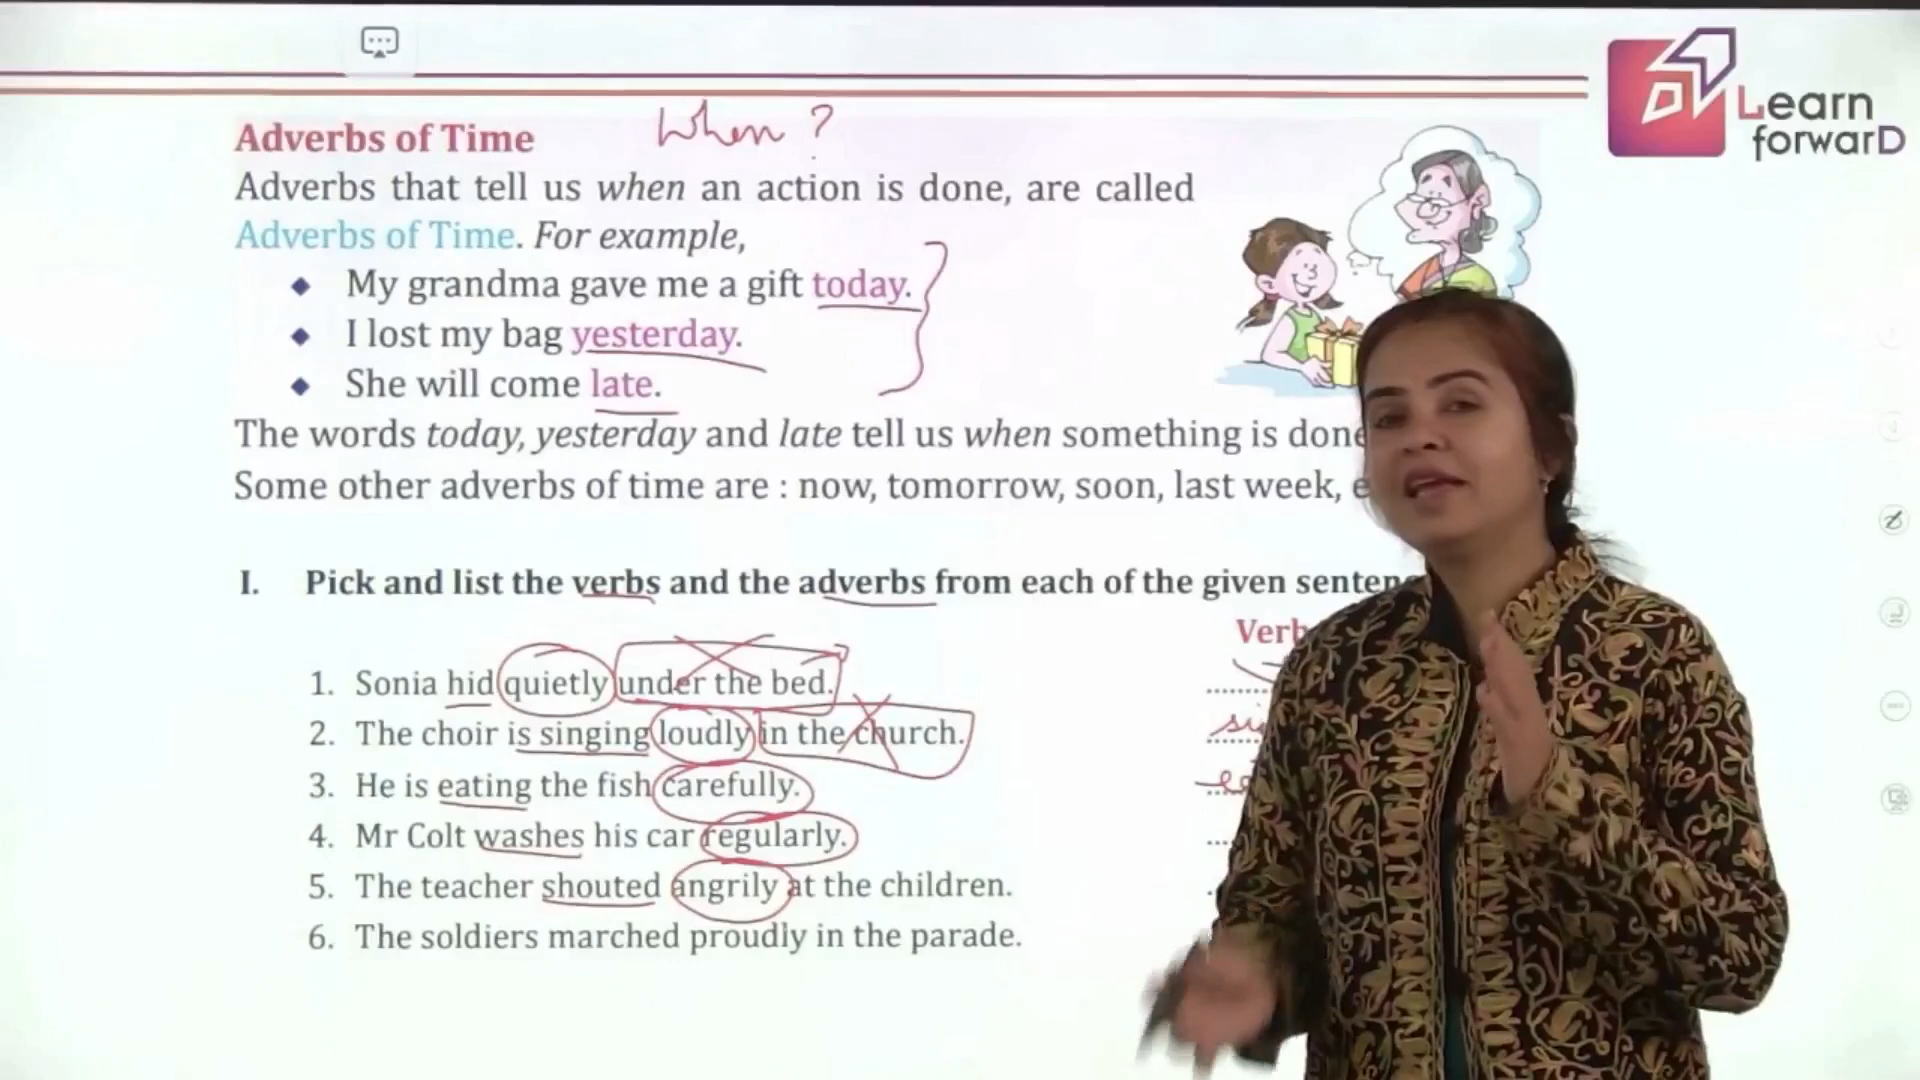 Learn
forwarD
When ?
Adverbs of Time
Adverbs that tell us when an action is done, are called
Adverbs of Time. For example,
My grandma gave me a gift today.
I lost my bag yesterday.
She will come late.
The words today, yesterday and late tell us when something is done
Some other adverbs of time are : now, tomorrow, soon, last week,
I. Pick and list the verbs and the adverbs from each of the given
Verb
1. Sonia hid quietly under the bed.
2. The choir is singing loudly in the church.
3. He is eating the fish carefully.
4. Mr Colt washes his car regularly.
5. The teacher shouted angrily at the children.
6. The soldiers marched proudly in the parade.